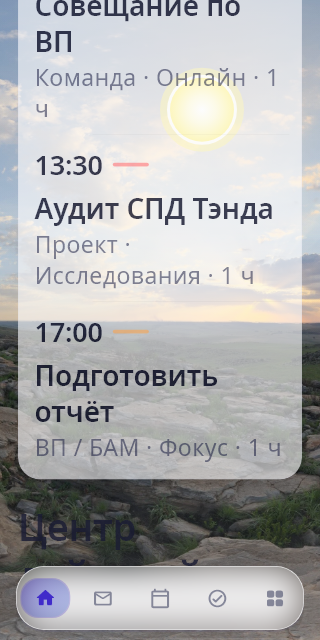 Совещание по
ВП
Команда · Онлайн · 1
ч
13:30
Аудит СПД Тэнда
Проект ·
Исследования · 1 ч
17:00
Подготовить
отчёт
ВП / БАМ · Фокус · 1 ч
Центр